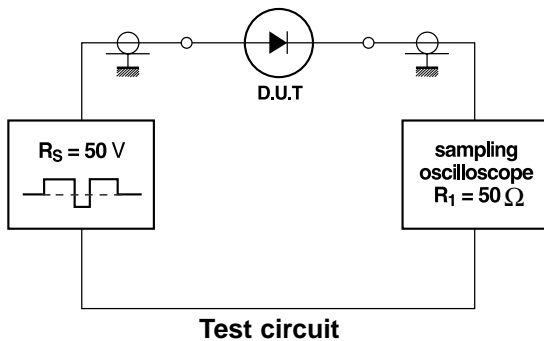 D.U.T
R_S = 50 V
sampling
oscilloscope
R_1 = 50 Ω
Test circuit